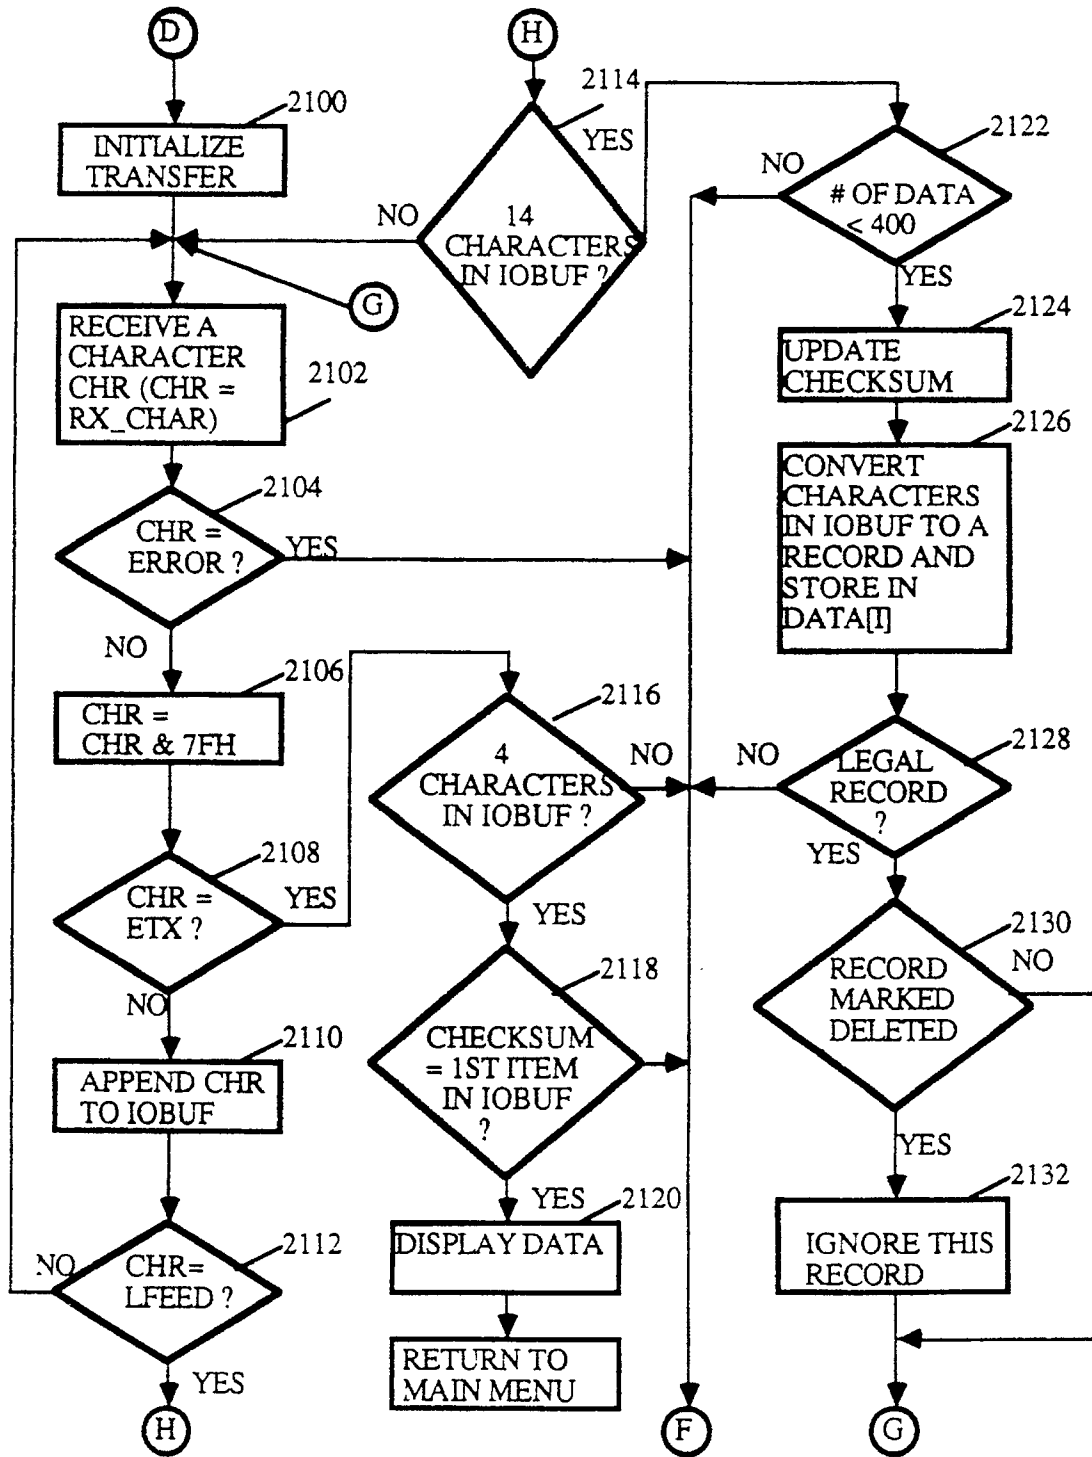 D
2100
INITIALIZE
TRANSFER
G
RECEIVE A
CHARACTER
CHR (CHR =
RX_CHAR)
2102
2104
CHR =
ERROR ?
YES
NO
2106
CHR =
CHR & 7FH
2108
CHR =
ETX ?
YES
NO
2110
APPEND CHR
TO IOBUF
2112
CHR=
LFEED ?
NO
YES
H
H
2114
YES
NO
14
CHARACTERS
IN IOBUF ?
2116
4
CHARACTERS
IN IOBUF ?
NO
YES
2118
CHECKSUM
= 1ST ITEM
IN IOBUF
?
YES
2120
DISPLAY DATA
RETURN TO
MAIN MENU
F
2122
NO
# OF DATA
< 400
YES
2124
UPDATE
CHECKSUM
2126
CONVERT
CHARACTERS
IN IOBUF TO A
RECORD AND
STORE IN
DATA[I]
2128
NO
LEGAL
RECORD
?
YES
2130
NO
RECORD
MARKED
DELETED
YES
2132
IGNORE THIS
RECORD
G